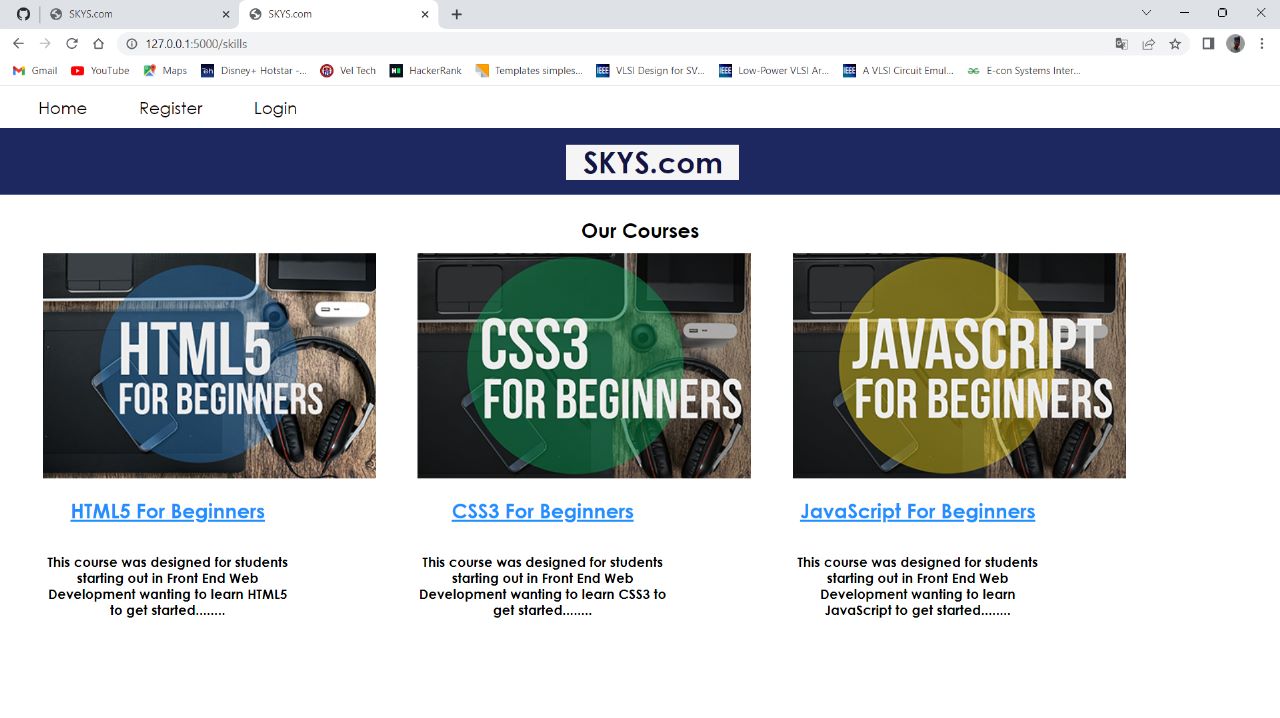 SKYS.com
SKYS.com
127.0.0.1:5000/skills
Gmail YouTube Maps Disney+ Hotstar -... Vel Tech HackerRank Templates simples... VLSI Design for SV... Low-Power VLSI Ar... A VLSI Circuit Emul... E-con Systems Inter...
Home Register Login
SKYS.com
Our Courses
HTML5
FOR BEGINNERS
CSS3
FOR BEGINNERS
JAVASCRIPT
FOR BEGINNERS
HTML5 For Beginners
This course was designed for students
starting out in Front End Web
Development wanting to learn HTML5
to get started........
CSS3 For Beginners
This course was designed for students
starting out in Front End Web
Development wanting to learn CSS3 to
get started........
JavaScript For Beginners
This course was designed for students
starting out in Front End Web
Development wanting to learn
JavaScript to get started........